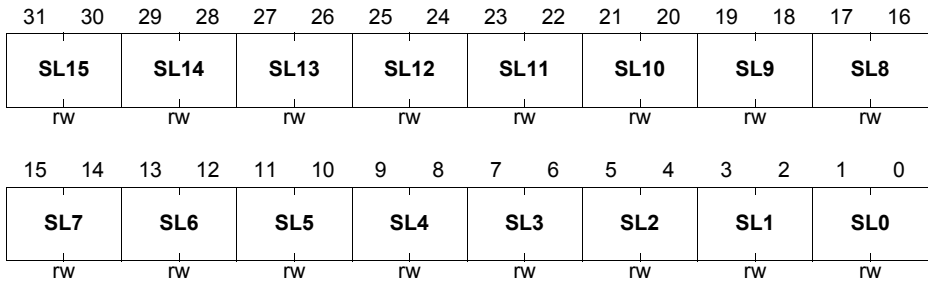 31 30 29 28 27 26 25 24 23 22 21 20 19 18 17 16
SL15 SL14 SL13 SL12 SL11 SL10 SL9 SL8
rw rw rw rw rw rw rw rw
15 14 13 12 11 10 9 8 7 6 5 4 3 2 1 0
SL7 SL6 SL5 SL4 SL3 SL2 SL1 SL0
rw rw rw rw rw rw rw rw